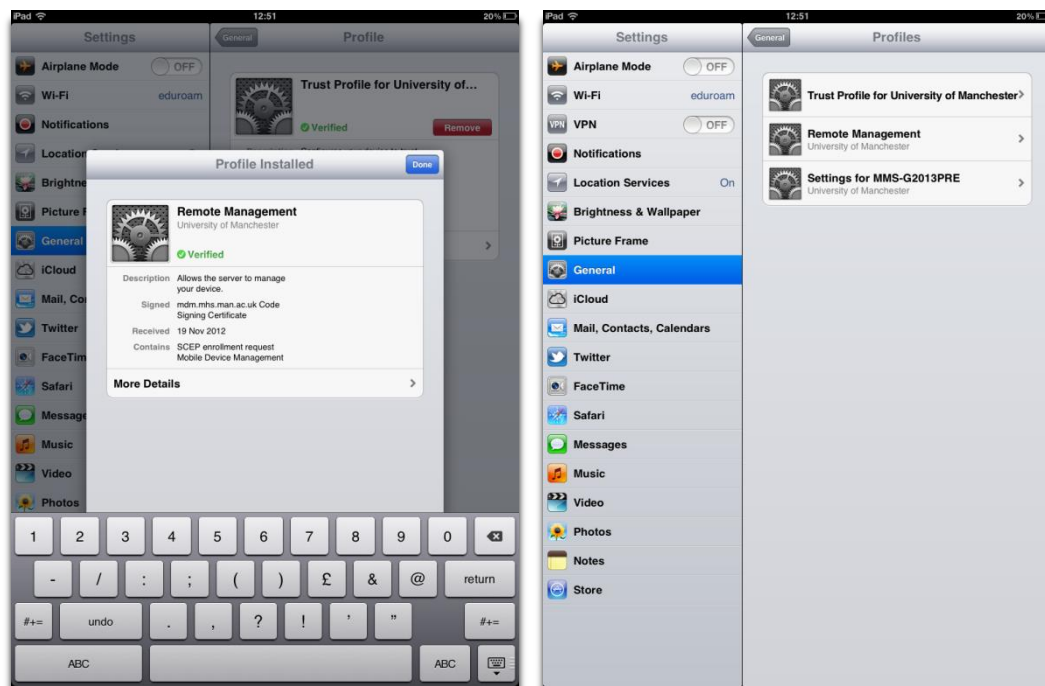 iPad 12:51 20%
Settings
General
Profile
Airplane Mode OFF
Wi-Fi eduroam
Notifications
Location
Brightne
Picture F
General
iCloud
Mail, Co
Twitter
FaceTim
Safari
Message
Music
Video
Photos
Trust Profile for University of...
Verified
Remove
Profile Installed
Done
Remote Management
University of Manchester
Verified
Description Allows the server to manage
your device.
Signed mdm.mhs.man.ac.uk Code
Signing Certificate
Received 19 Nov 2012
Contains SCEP enrollment request
Mobile Device Management
More Details
1 2 3 4 5 6 7 8 9 0
- / : ; ( ) £ & @ return
#+= undo . , ? ! ' " #+=
ABC ABC
iPad 12:51 20%
Settings
General
Profiles
Airplane Mode OFF
Wi-Fi eduroam
VPN VPN OFF
Notifications
Location Services On
Brightness & Wallpaper
Picture Frame
General
iCloud
Mail, Contacts, Calendars
Twitter
FaceTime
Safari
Messages
Music
Video
Photos
Notes
Store
Trust Profile for University of Manchester
Remote Management
University of Manchester
Settings for MMS-G2013PRE
University of Manchester